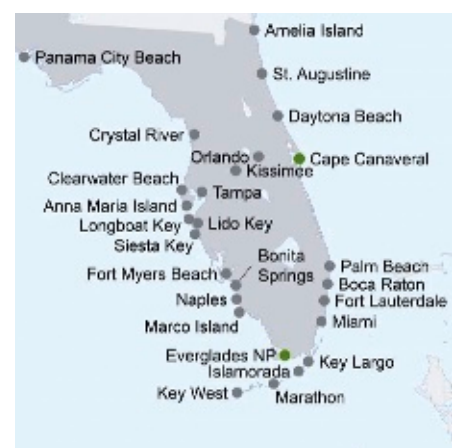 Amelia Island
Panama City Beach
St. Augustine
Daytona Beach
Crystal River
Orlando
Cape Canaveral
Kissimee
Clearwater Beach
Tampa
Anna Maria Island
Longboat Key
Lido Key
Siesta Key
Bonita
Springs
Fort Myers Beach
Palm Beach
Boca Raton
Naples
Fort Lauderdale
Marco Island
Miami
Everglades NP
Key Largo
Islamorada
Key West
Marathon